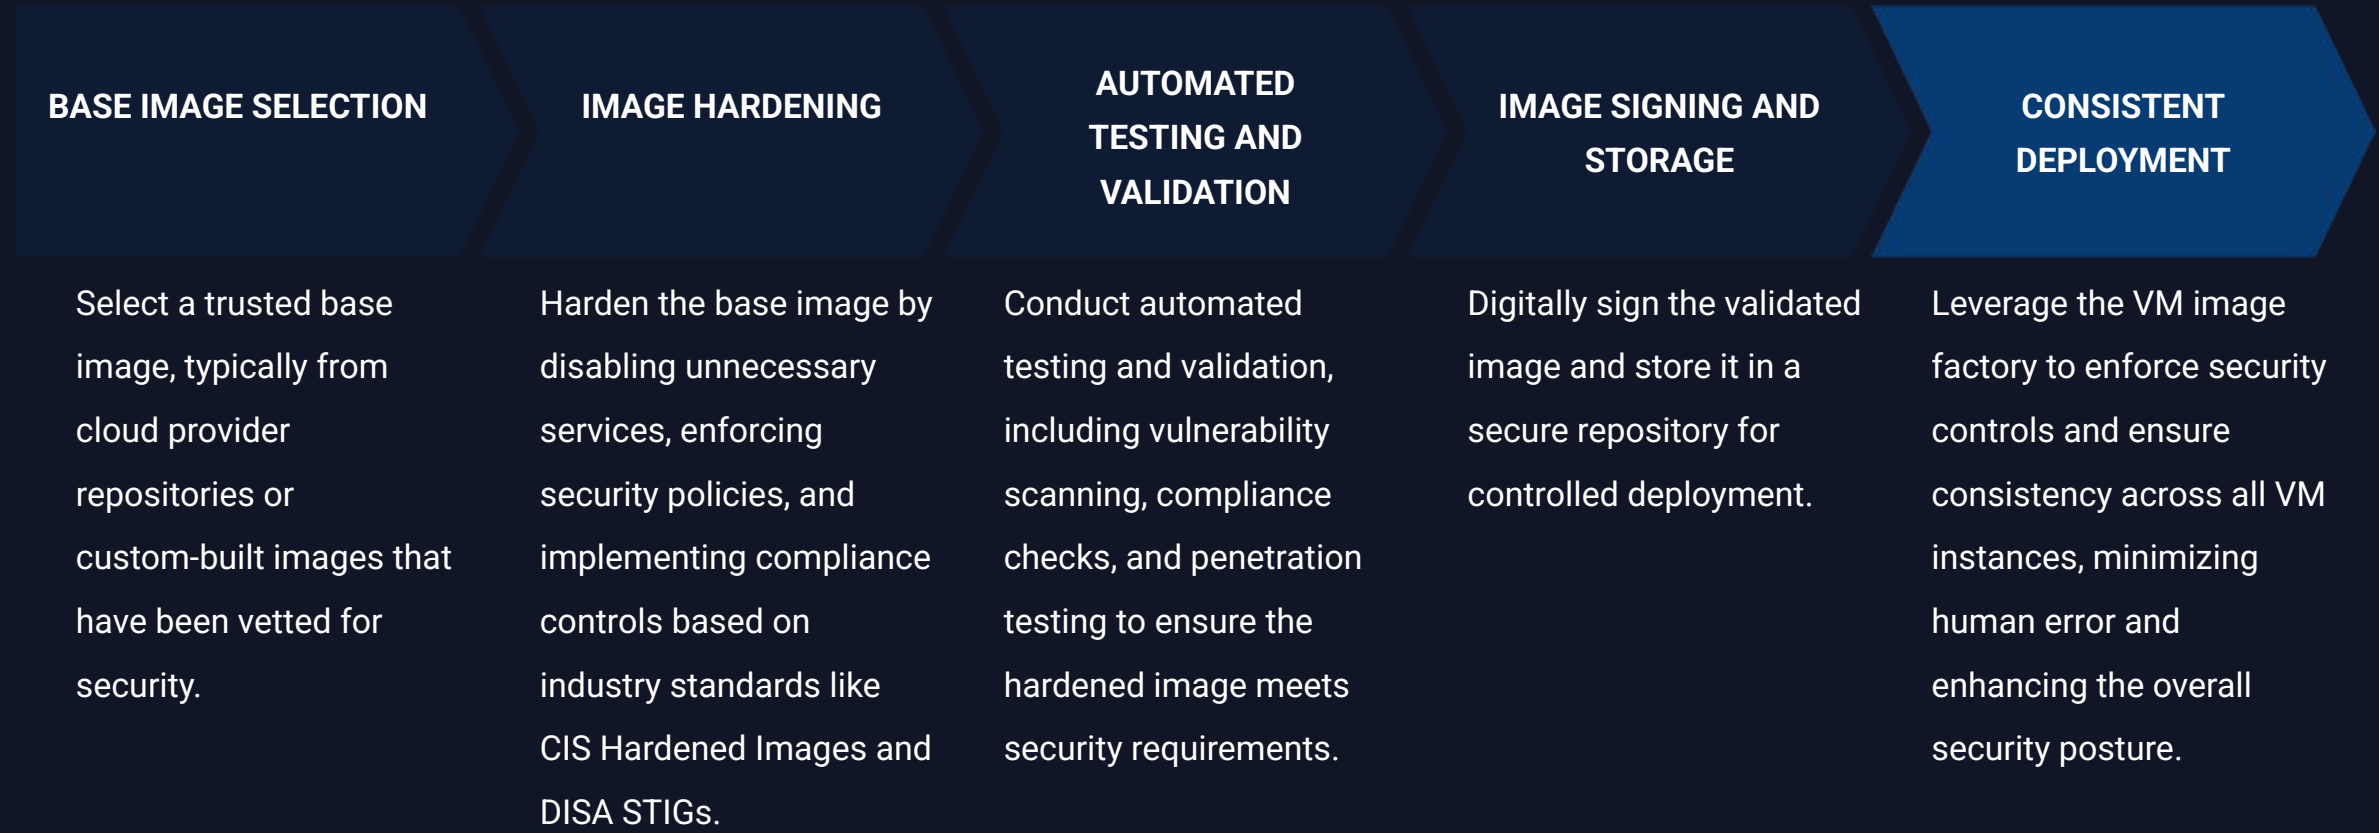 BASE IMAGE SELECTION
Select a trusted base
image, typically from
cloud provider
repositories or
custom-built images that
have been vetted for
security.
IMAGE HARDENING
Harden the base image by
disabling unnecessary
services, enforcing
security policies, and
implementing compliance
controls based on
industry standards like
CIS Hardened Images and
DISA STIGs.
AUTOMATED
TESTING AND
VALIDATION
Conduct automated
testing and validation,
including vulnerability
scanning, compliance
checks, and penetration
testing to ensure the
hardened image meets
security requirements.
IMAGE SIGNING AND
STORAGE
Digitally sign the validated
image and store it in a
secure repository for
controlled deployment.
CONSISTENT
DEPLOYMENT
Leverage the VM image
factory to enforce security
controls and ensure
consistency across all VM
instances, minimizing
human error and
enhancing the overall
security posture.